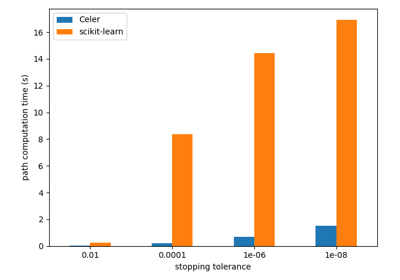 Celer
scikit-learn
16
14
12
10
8
6
4
2
0
path computation time (s)
0.01
0.0001
1e-06
1e-08
stopping tolerance